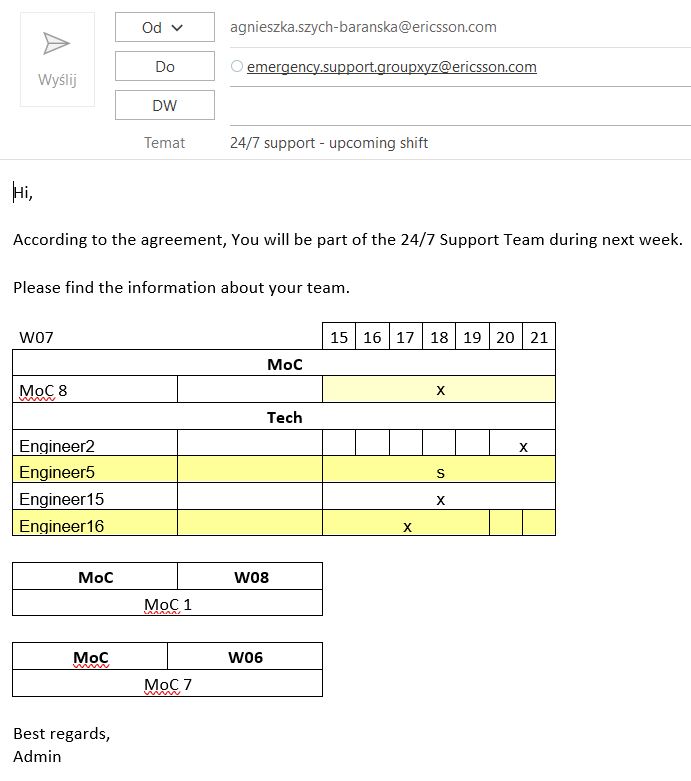 Wyślij
Od
agnieszka.szych-baranska@ericsson.com
Do
emergency.support.groupxyz@ericsson.com
DW
Temat
24/7 support - upcoming shift
Hi,
According to the agreement, You will be part of the 24/7 Support Team during next week.
Please find the information about your team.
W07 15 16 17 18 19 20 21
MoC
MoC 8 x
Tech
Engineer2 x
Engineer5 s
Engineer15 x
Engineer16 x
MoC W08
MoC 1
MoC W06
MoC 7
Best regards,
Admin